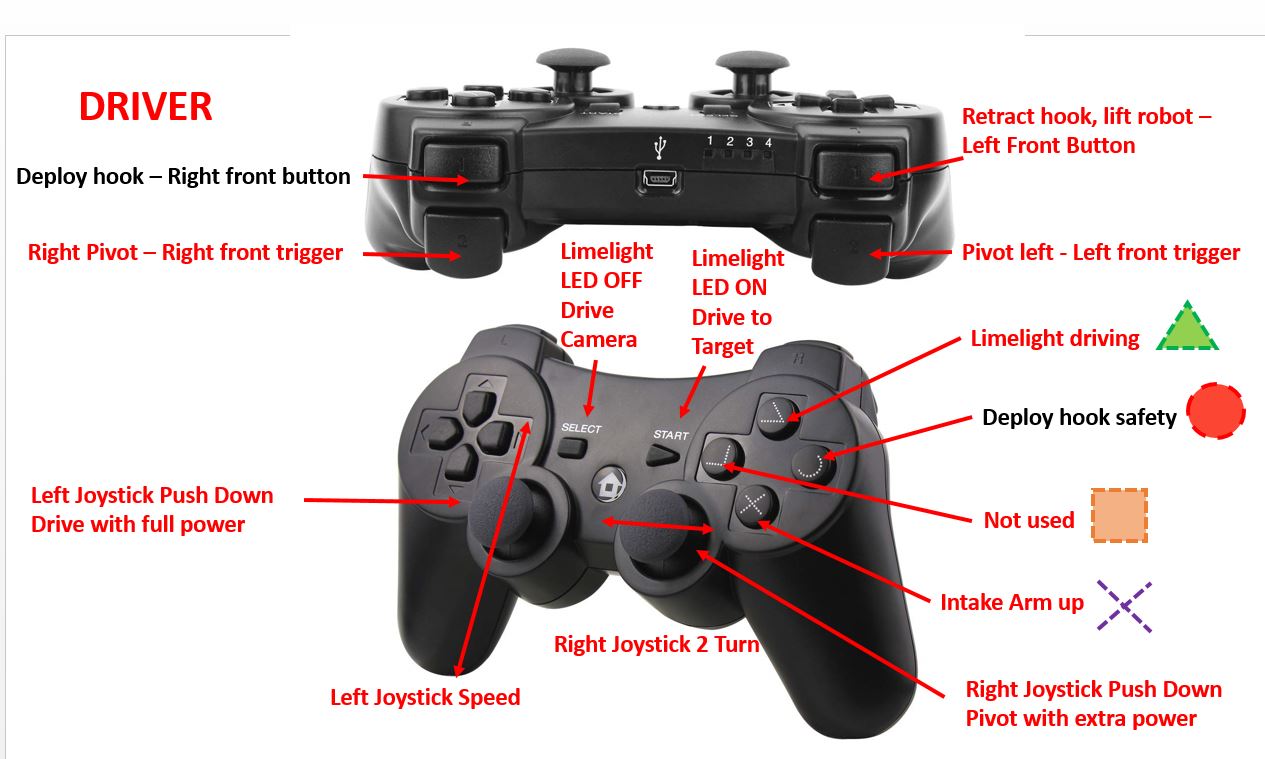 DRIVER
Retract hook, lift robot –
Left Front Button
Deploy hook – Right front button
1 2 3 4
Right Pivot – Right front trigger
Pivot left - Left front trigger
Limelight
LED OFF
Drive
Camera
Limelight
LED ON
Drive to
Target
Limelight driving
Deploy hook safety
L
R
SELECT
START
Left Joystick Push Down
Drive with full power
Not used
Intake Arm up
Right Joystick 2 Turn
Left Joystick Speed
Right Joystick Push Down
Pivot with extra power